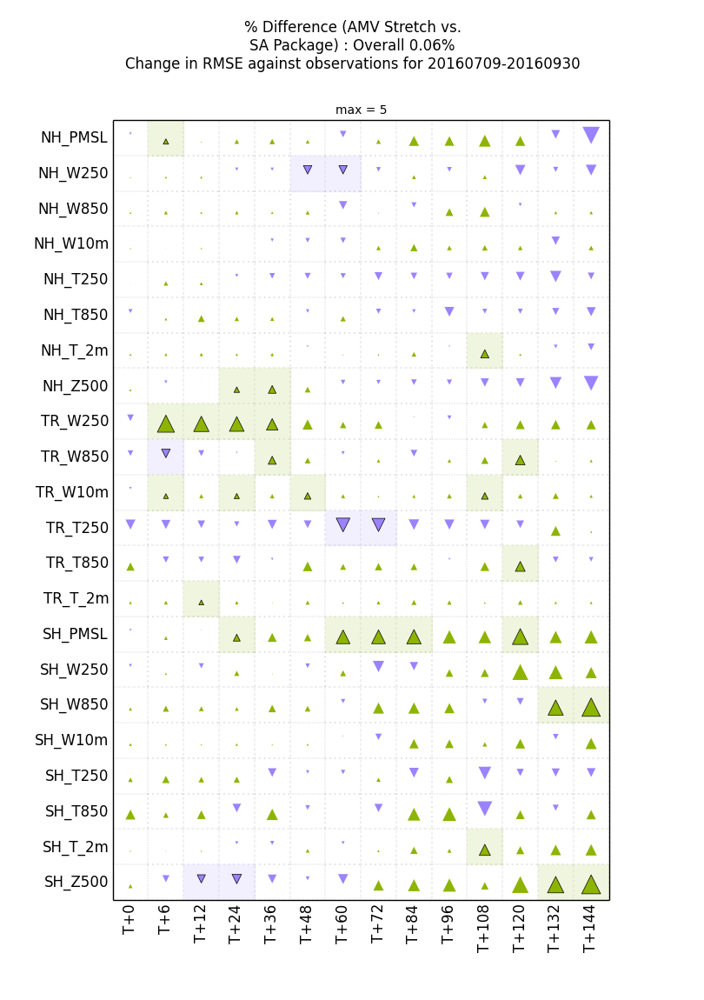 % Difference (AMV Stretch vs.
SA Package) : Overall 0.06%
Change in RMSE against observations for 20160709-20160930
max = 5
NH_PMSL
NH_W250
NH_W850
NH_W10m
NH_T250
NH_T850
NH_T_2m
NH_Z500
TR_W250
TR_W850
TR_W10m
TR_T250
TR_T850
TR_T_2m
SH_PMSL
SH_W250
SH_W850
SH_W10m
SH_T250
SH_T850
SH_T_2m
SH_Z500
T+0
T+6
T+12
T+24
T+36
T+48
T+60
T+72
T+84
T+96
T+108
T+120
T+132
T+144